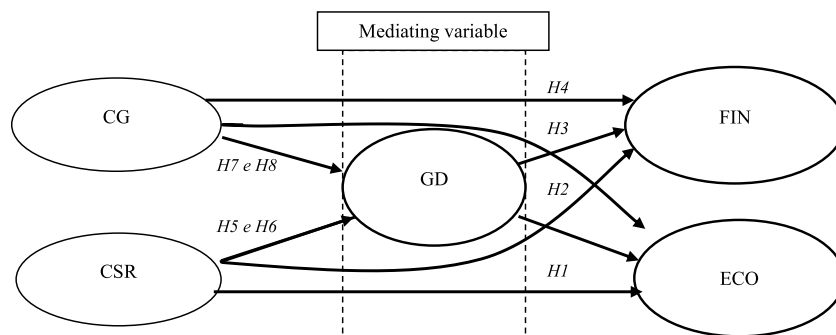 Mediating variable
H4
CG
FIN
H3
H7 e H8
GD
H2
H5 e H6
CSR
H1
ECO